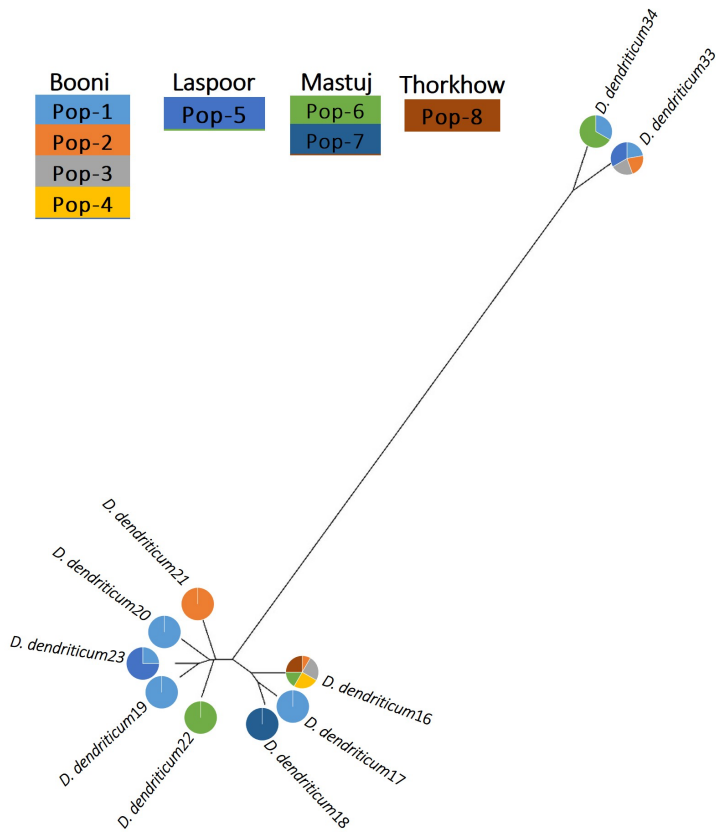 Booni
Laspoor
Mastuj
Thorkhow
Pop-1
Pop-2
Pop-3
Pop-4
Pop-5
Pop-6
Pop-7
Pop-8
D. dendriticum34
D. dendriticum33
D. dendriticum21
D. dendriticum20
D. dendriticum23
D. dendriticum19
D. dendriticum22
D. dendriticum16
D. dendriticum17
D. dendriticum18